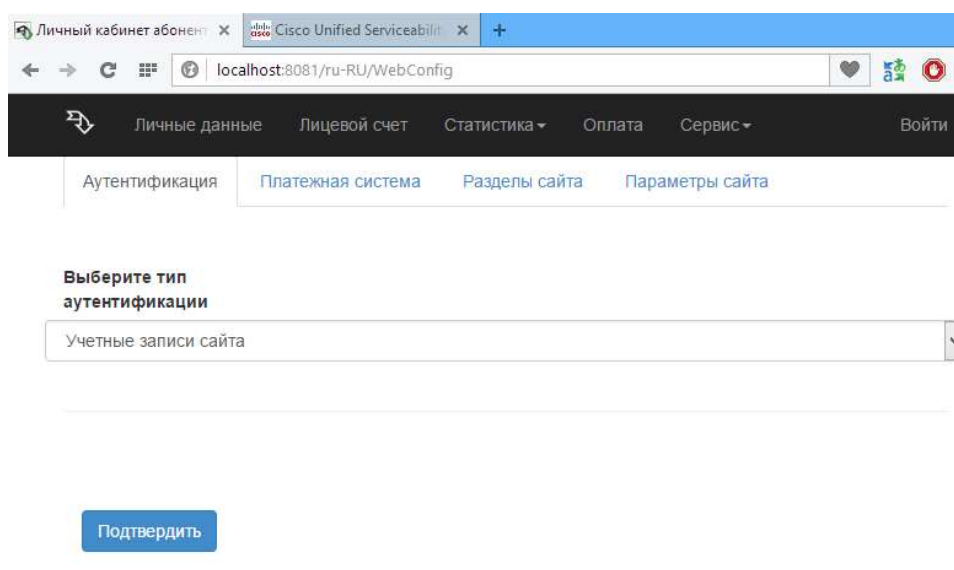 Личный кабинет абонент Cisco Unified Serviceabilit
localhost:8081/ru-RU/WebConfig
Личные данные Лицевой счет Статистика Оплата Сервис Войти
Аутентификация Платежная система Разделы сайта Параметры сайта
Выберите тип
аутентификации
Учетные записи сайта
Подтвердить